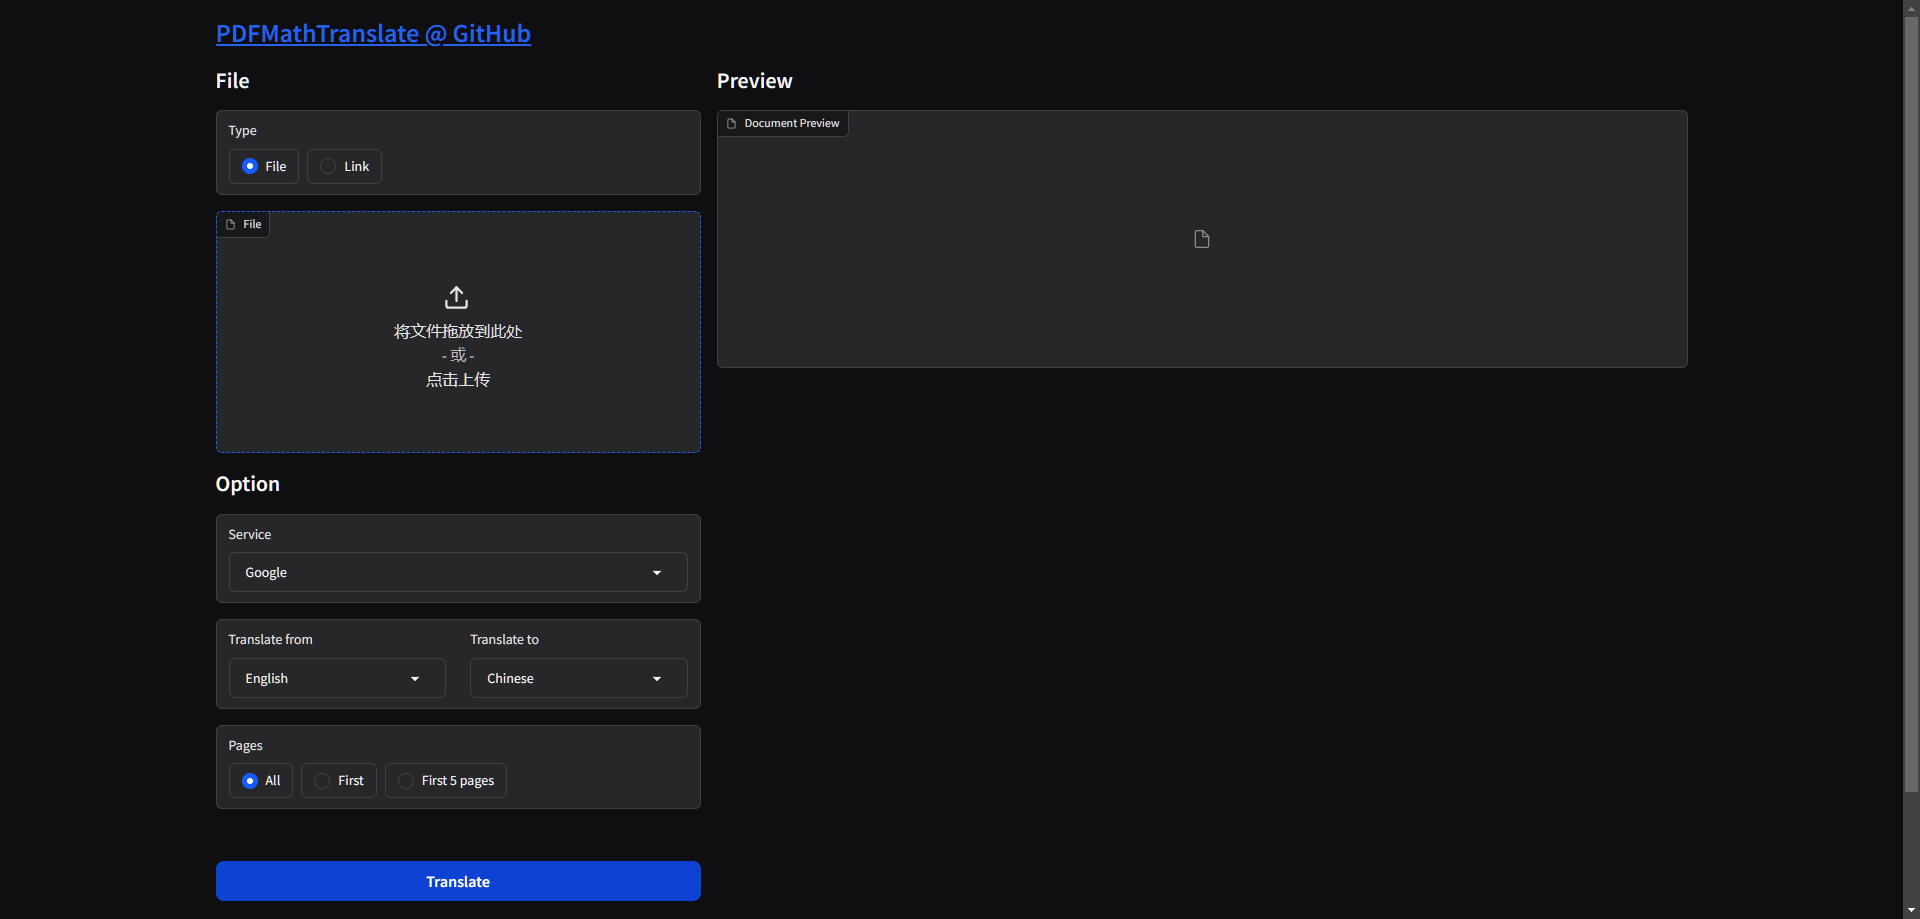 PDFMathTranslate @ GitHub
File
Type
File
Link
File
将文件拖放到此处
- 或 -
点击上传
Option
Service
Google
Translate from
Translate to
English
Chinese
Pages
All
First
First 5 pages
Translate
Preview
Document Preview